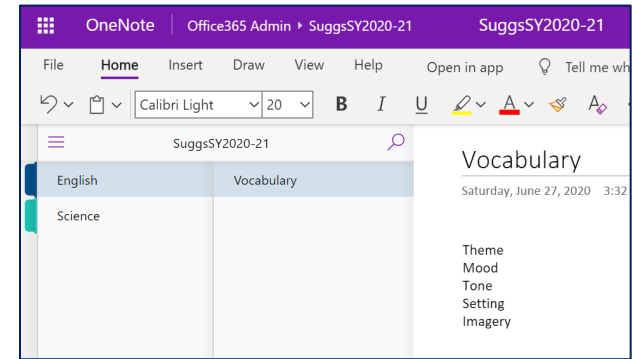 OneNote Office365 Admin ▸ SuggsSY2020-21 SuggsSY2020-21
File Home Insert Draw View Help Open in app Tell me
Calibri Light 20 B I U A A
SuggsSY2020-21
English Vocabulary
Science
Vocabulary
Saturday, June 27, 2020 3:32
Theme
Mood
Tone
Setting
Imagery